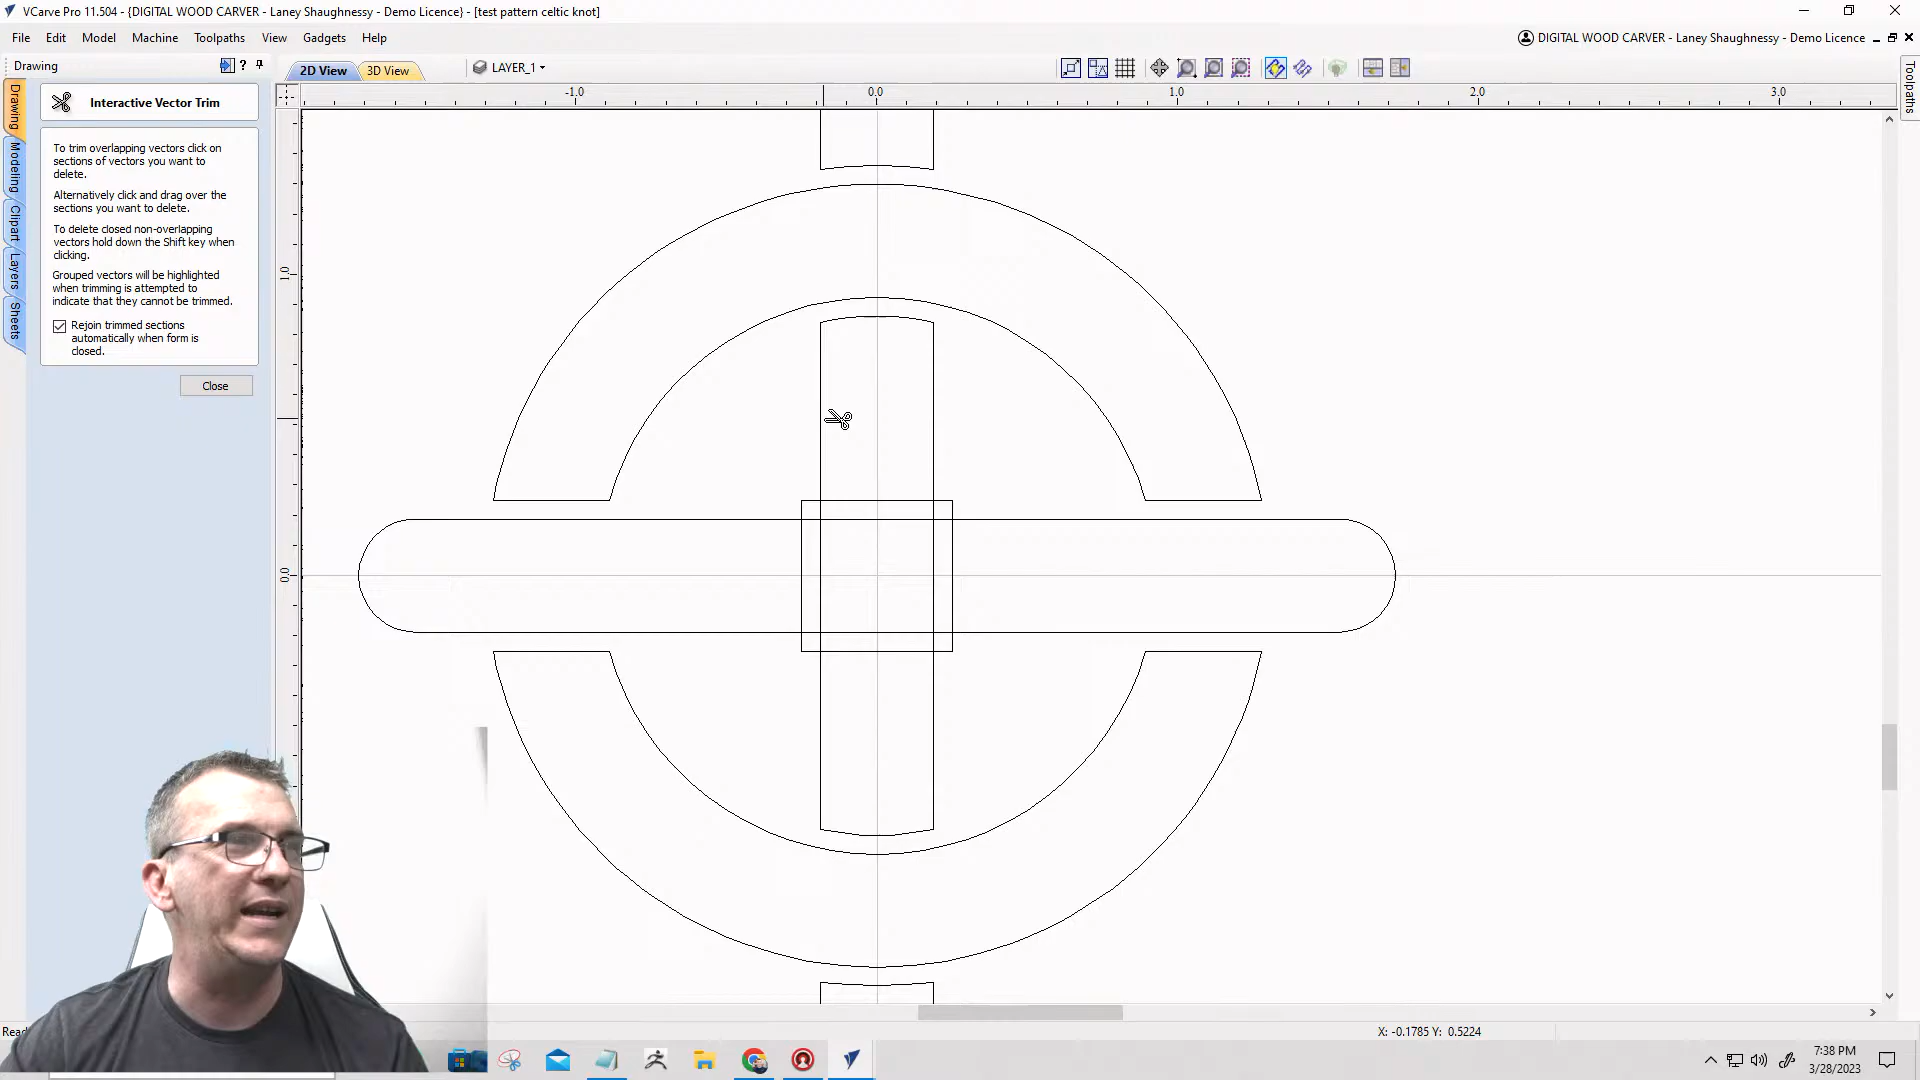 VCarve Pro 11.504 - {DIGITAL WOOD CARVER - Laney Shaughnessy - Demo Licence} - [test pattern celtic knot]
File Edit Model Machine Toolpaths View Gadgets Help
DIGITAL WOOD CARVER - Laney Shaughnessy - Demo Licence
Drawing
2D View
3D View
LAYER_1
Toolpaths
Drawing
Modeling
Clipart
Layers
Sheets
Interactive Vector Trim
To trim overlapping vectors click on
sections of vectors you want to
delete.
Alternatively click and drag over the
sections you want to delete.
To delete closed non-overlapping
vectors hold down the Shift key when
clicking.
Grouped vectors will be highlighted
when trimming is attempted to
indicate that they cannot be trimmed.
Rejoin trimmed sections
automatically when form is
closed.
Close
-1.0 0.0 1.0 2.0 3.0
1.0
0.0
X: -0.1785 Y: 0.5224
7:38 PM
3/28/2023